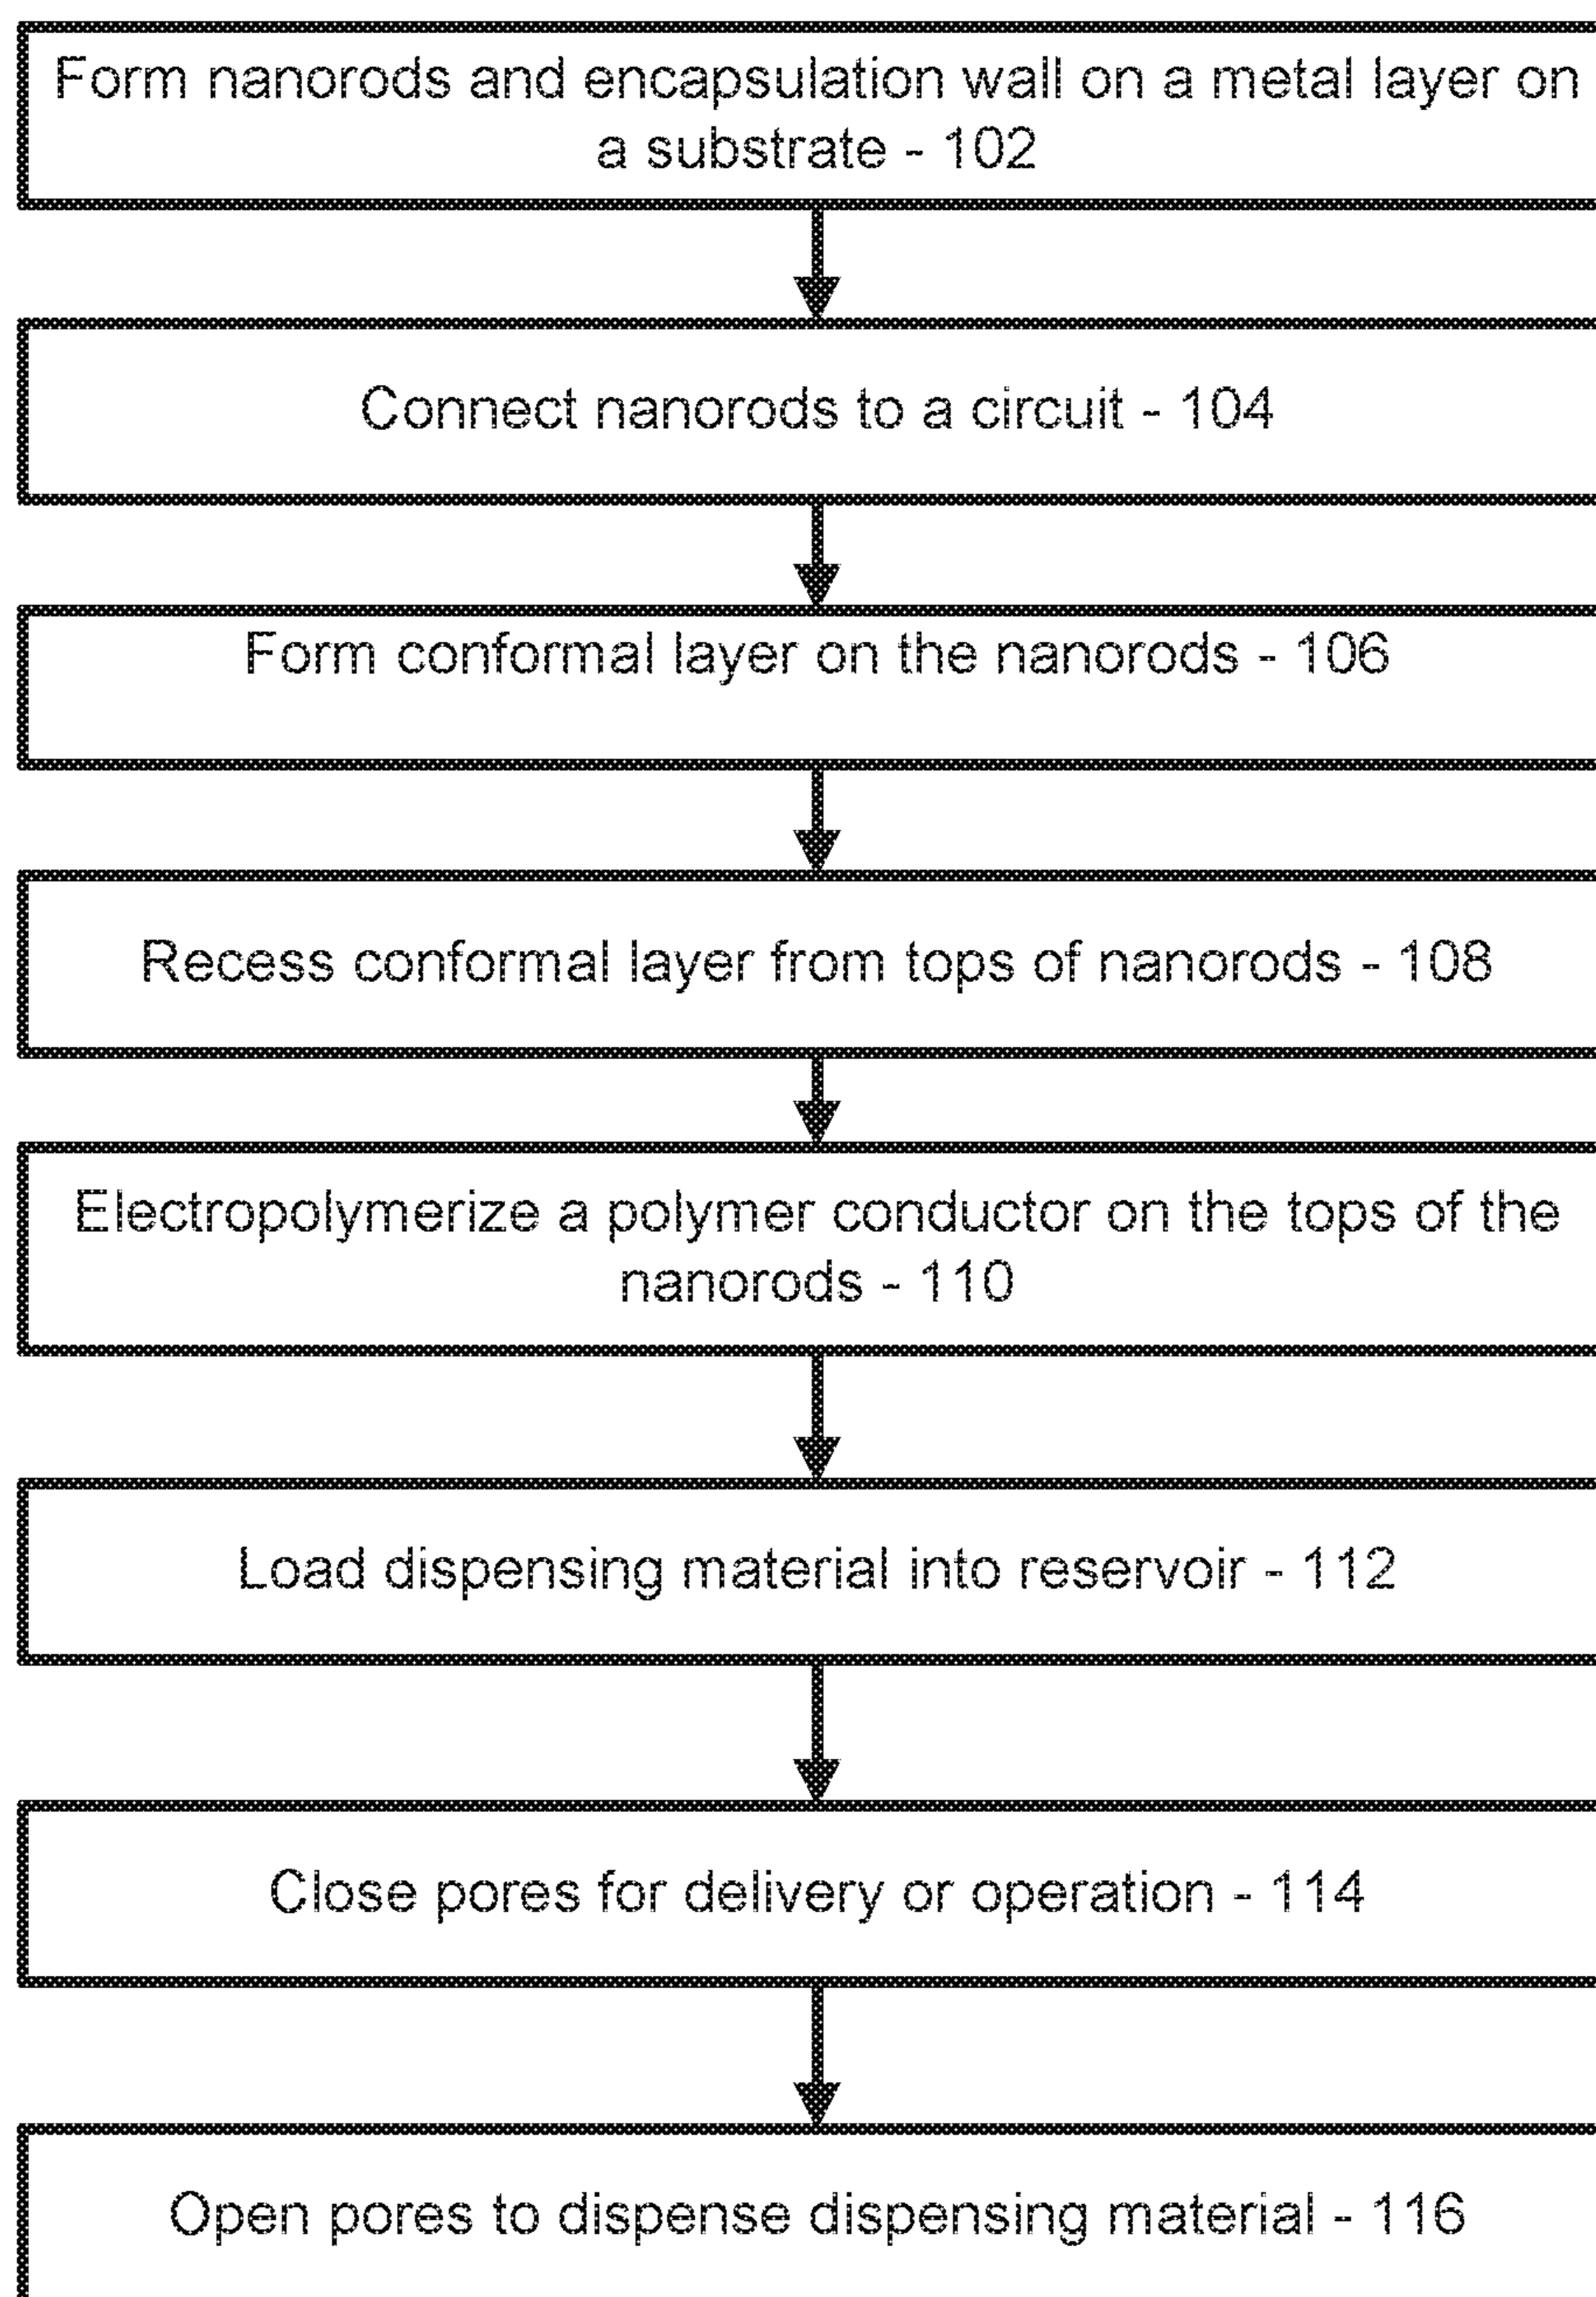 Form nanorods and encapsulation wall on a metal layer on
a substrate - 102
Connect nanorods to a circuit - 104
Form conformal layer on the nanorods - 106
Recess conformal layer from tops of nanorods - 108
Electropolymerize a polymer conductor on the tops of the
nanorods - 110
Load dispensing material into reservoir - 112
Close pores for delivery or operation - 114
Open pores to dispense dispensing material - 116